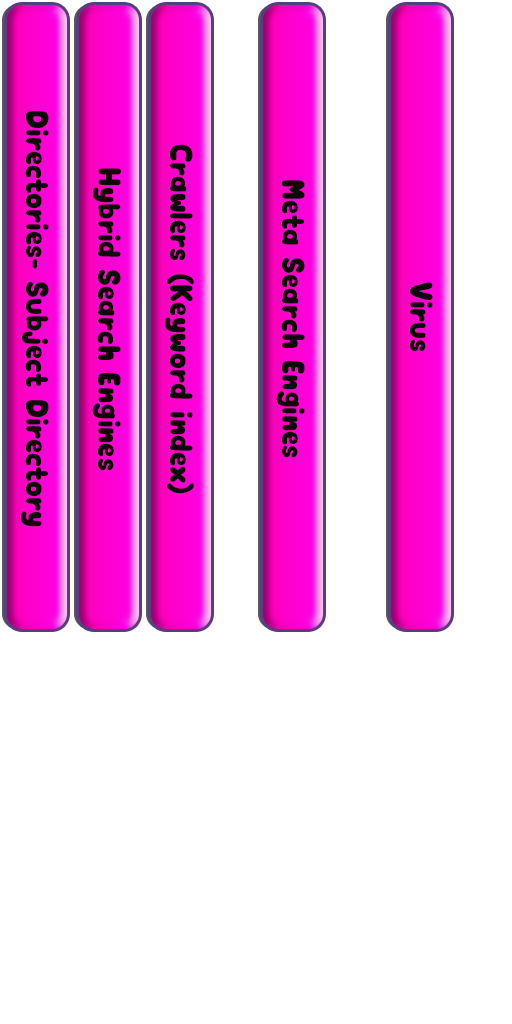 Directories- Subject Directory
Hybrid Search Engines
Crawlers (Keyword index)
Meta Search Engines
Virus